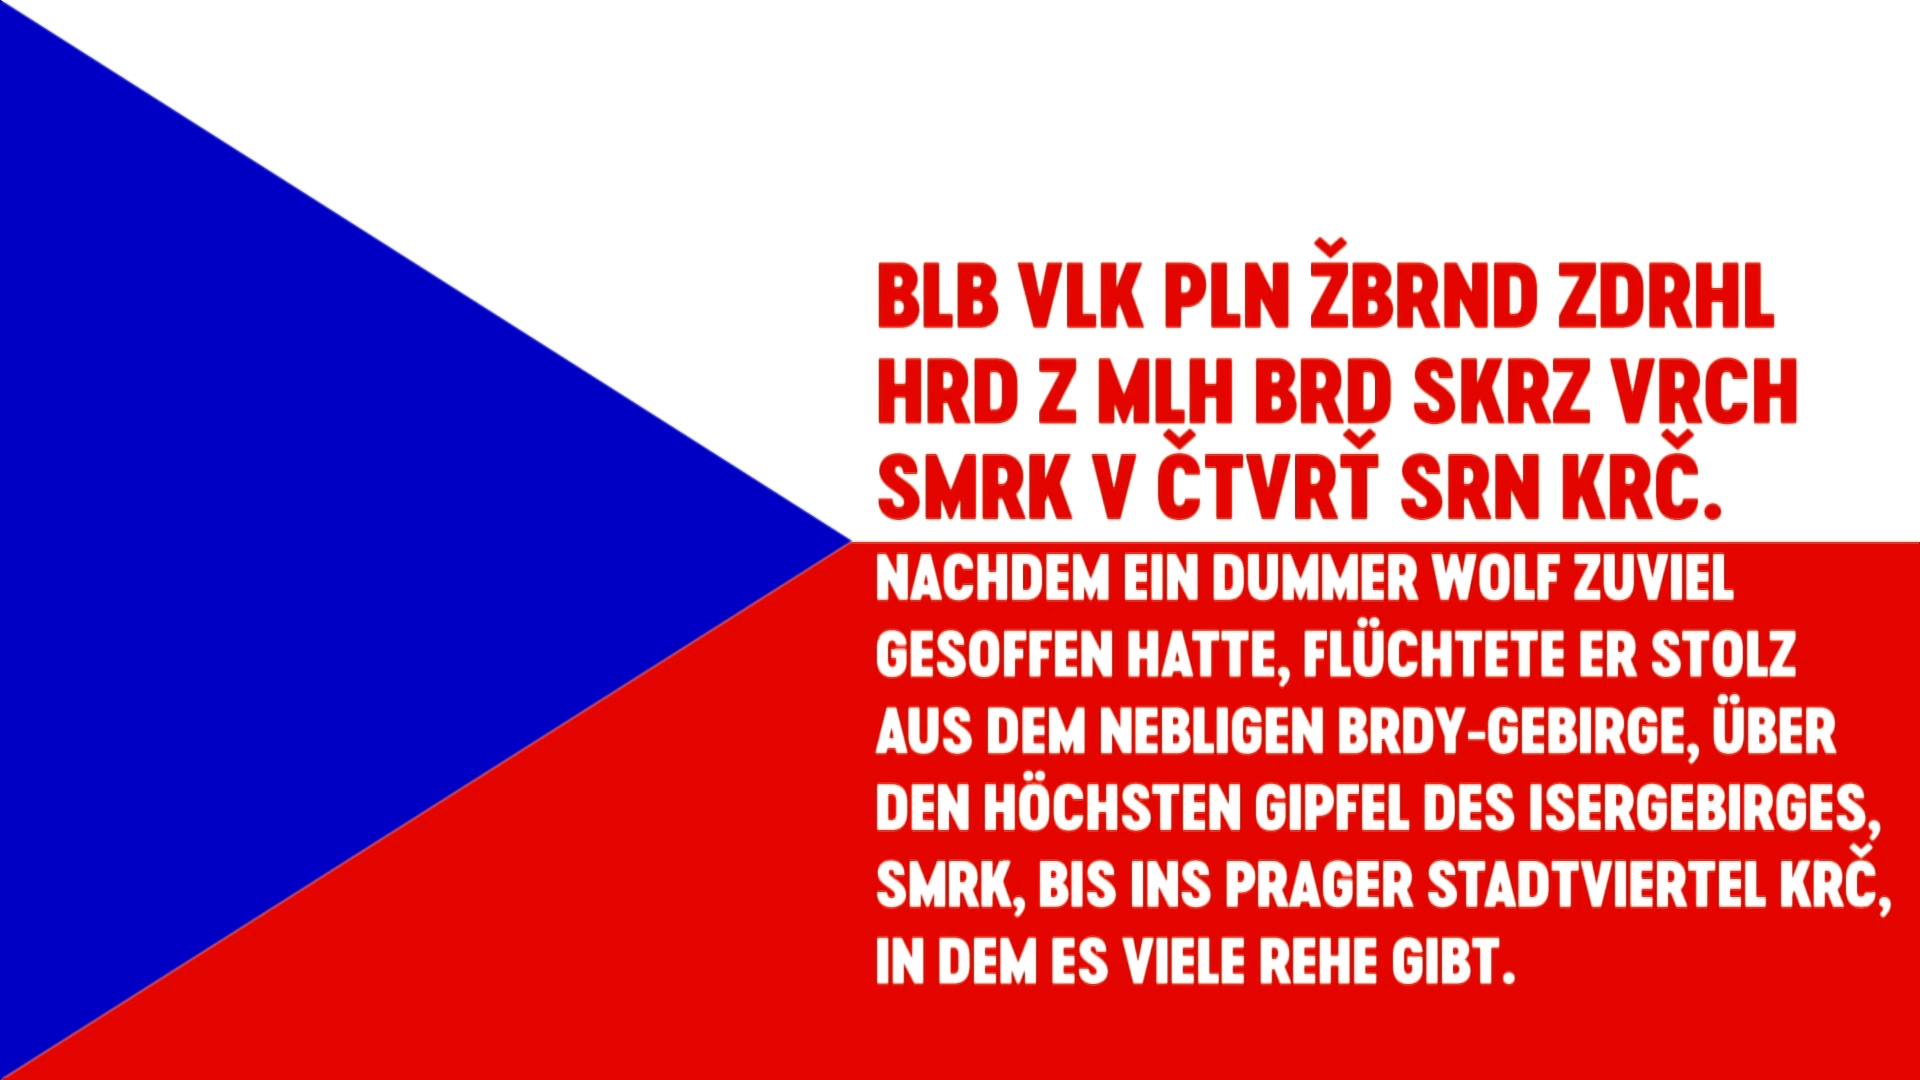 BLB VLK PLN ŽBRND ZDRHL
HRD Z MLH BRD SKRZ VRCH
SMRK V ČTVRŤ SRN KRČ.
NACHDEM EIN DUMMER WOLF ZUVIEL
GESOFFEN HATTE, FLÜCHTETE ER STOLZ
AUS DEM NEBLIGEN BRDY-GEBIRGE, ÜBER
DEN HÖCHSTEN GIPFEL DES ISERGEBIRGES,
SMRK, BIS INS PRAGER STADTVIERTEL KRČ,
IN DEM ES VIELE REHE GIBT.